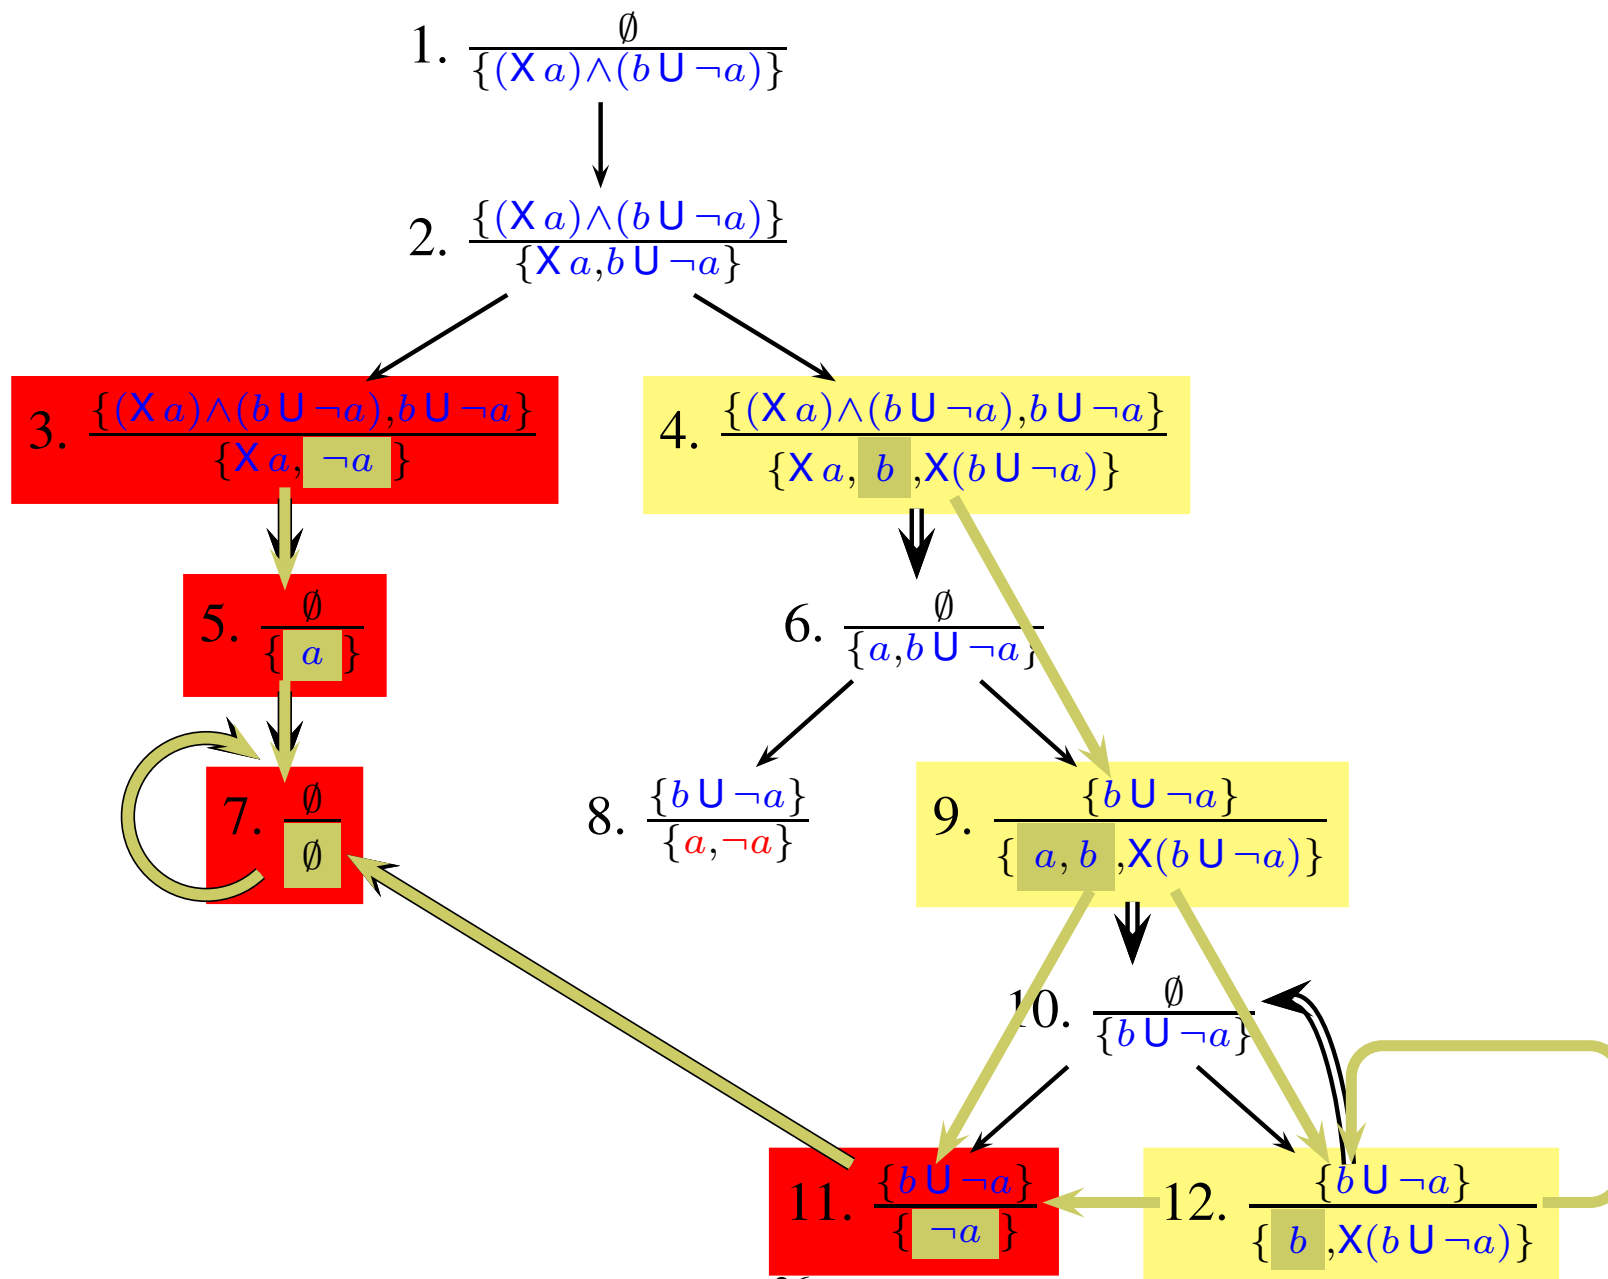 1. ∅
{(X a)∧(b U ¬a)}
2. {(X a)∧(b U ¬a)}
{X a,b U ¬a}
3. {(X a)∧(b U ¬a),b U ¬a}
{X a, ¬a }
4. {(X a)∧(b U ¬a),b U ¬a}
{X a, b ,X(b U ¬a)}
5. ∅
{ a }
6. ∅
{a,b U ¬a}
7. ∅
∅
8. {b U ¬a}
{a,¬a}
9. {b U ¬a}
{ a, b ,X(b U ¬a)}
10. ∅
{b U ¬a}
11. {b U ¬a}
{ ¬a }
12. {b U ¬a}
{ b ,X(b U ¬a)}